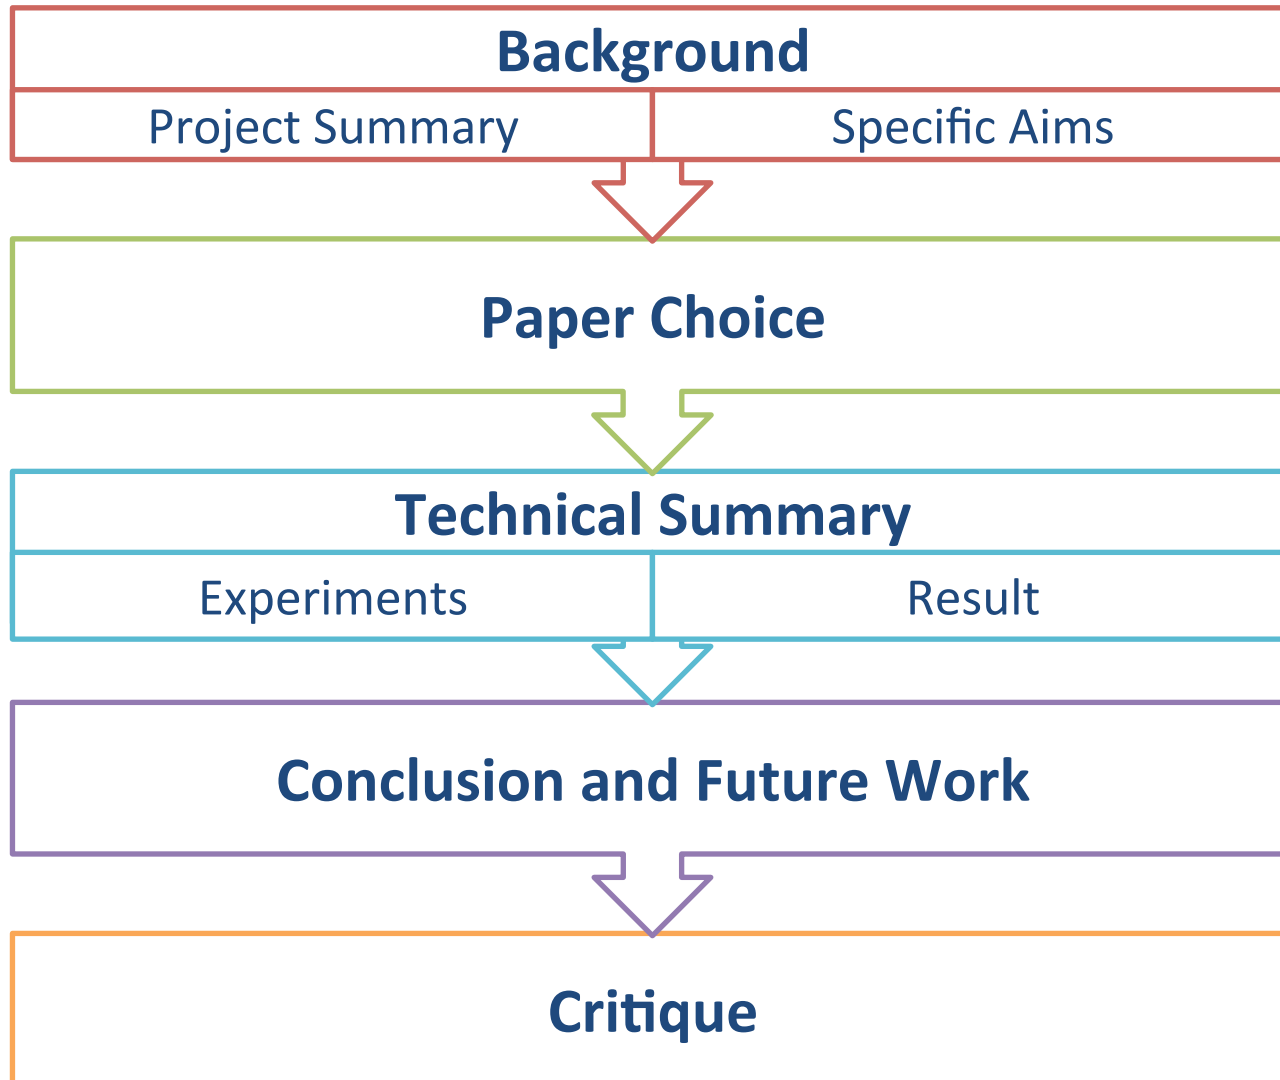 Background
Project Summary
Specific Aims
Paper Choice
Technical Summary
Experiments
Result
Conclusion and Future Work
Critique